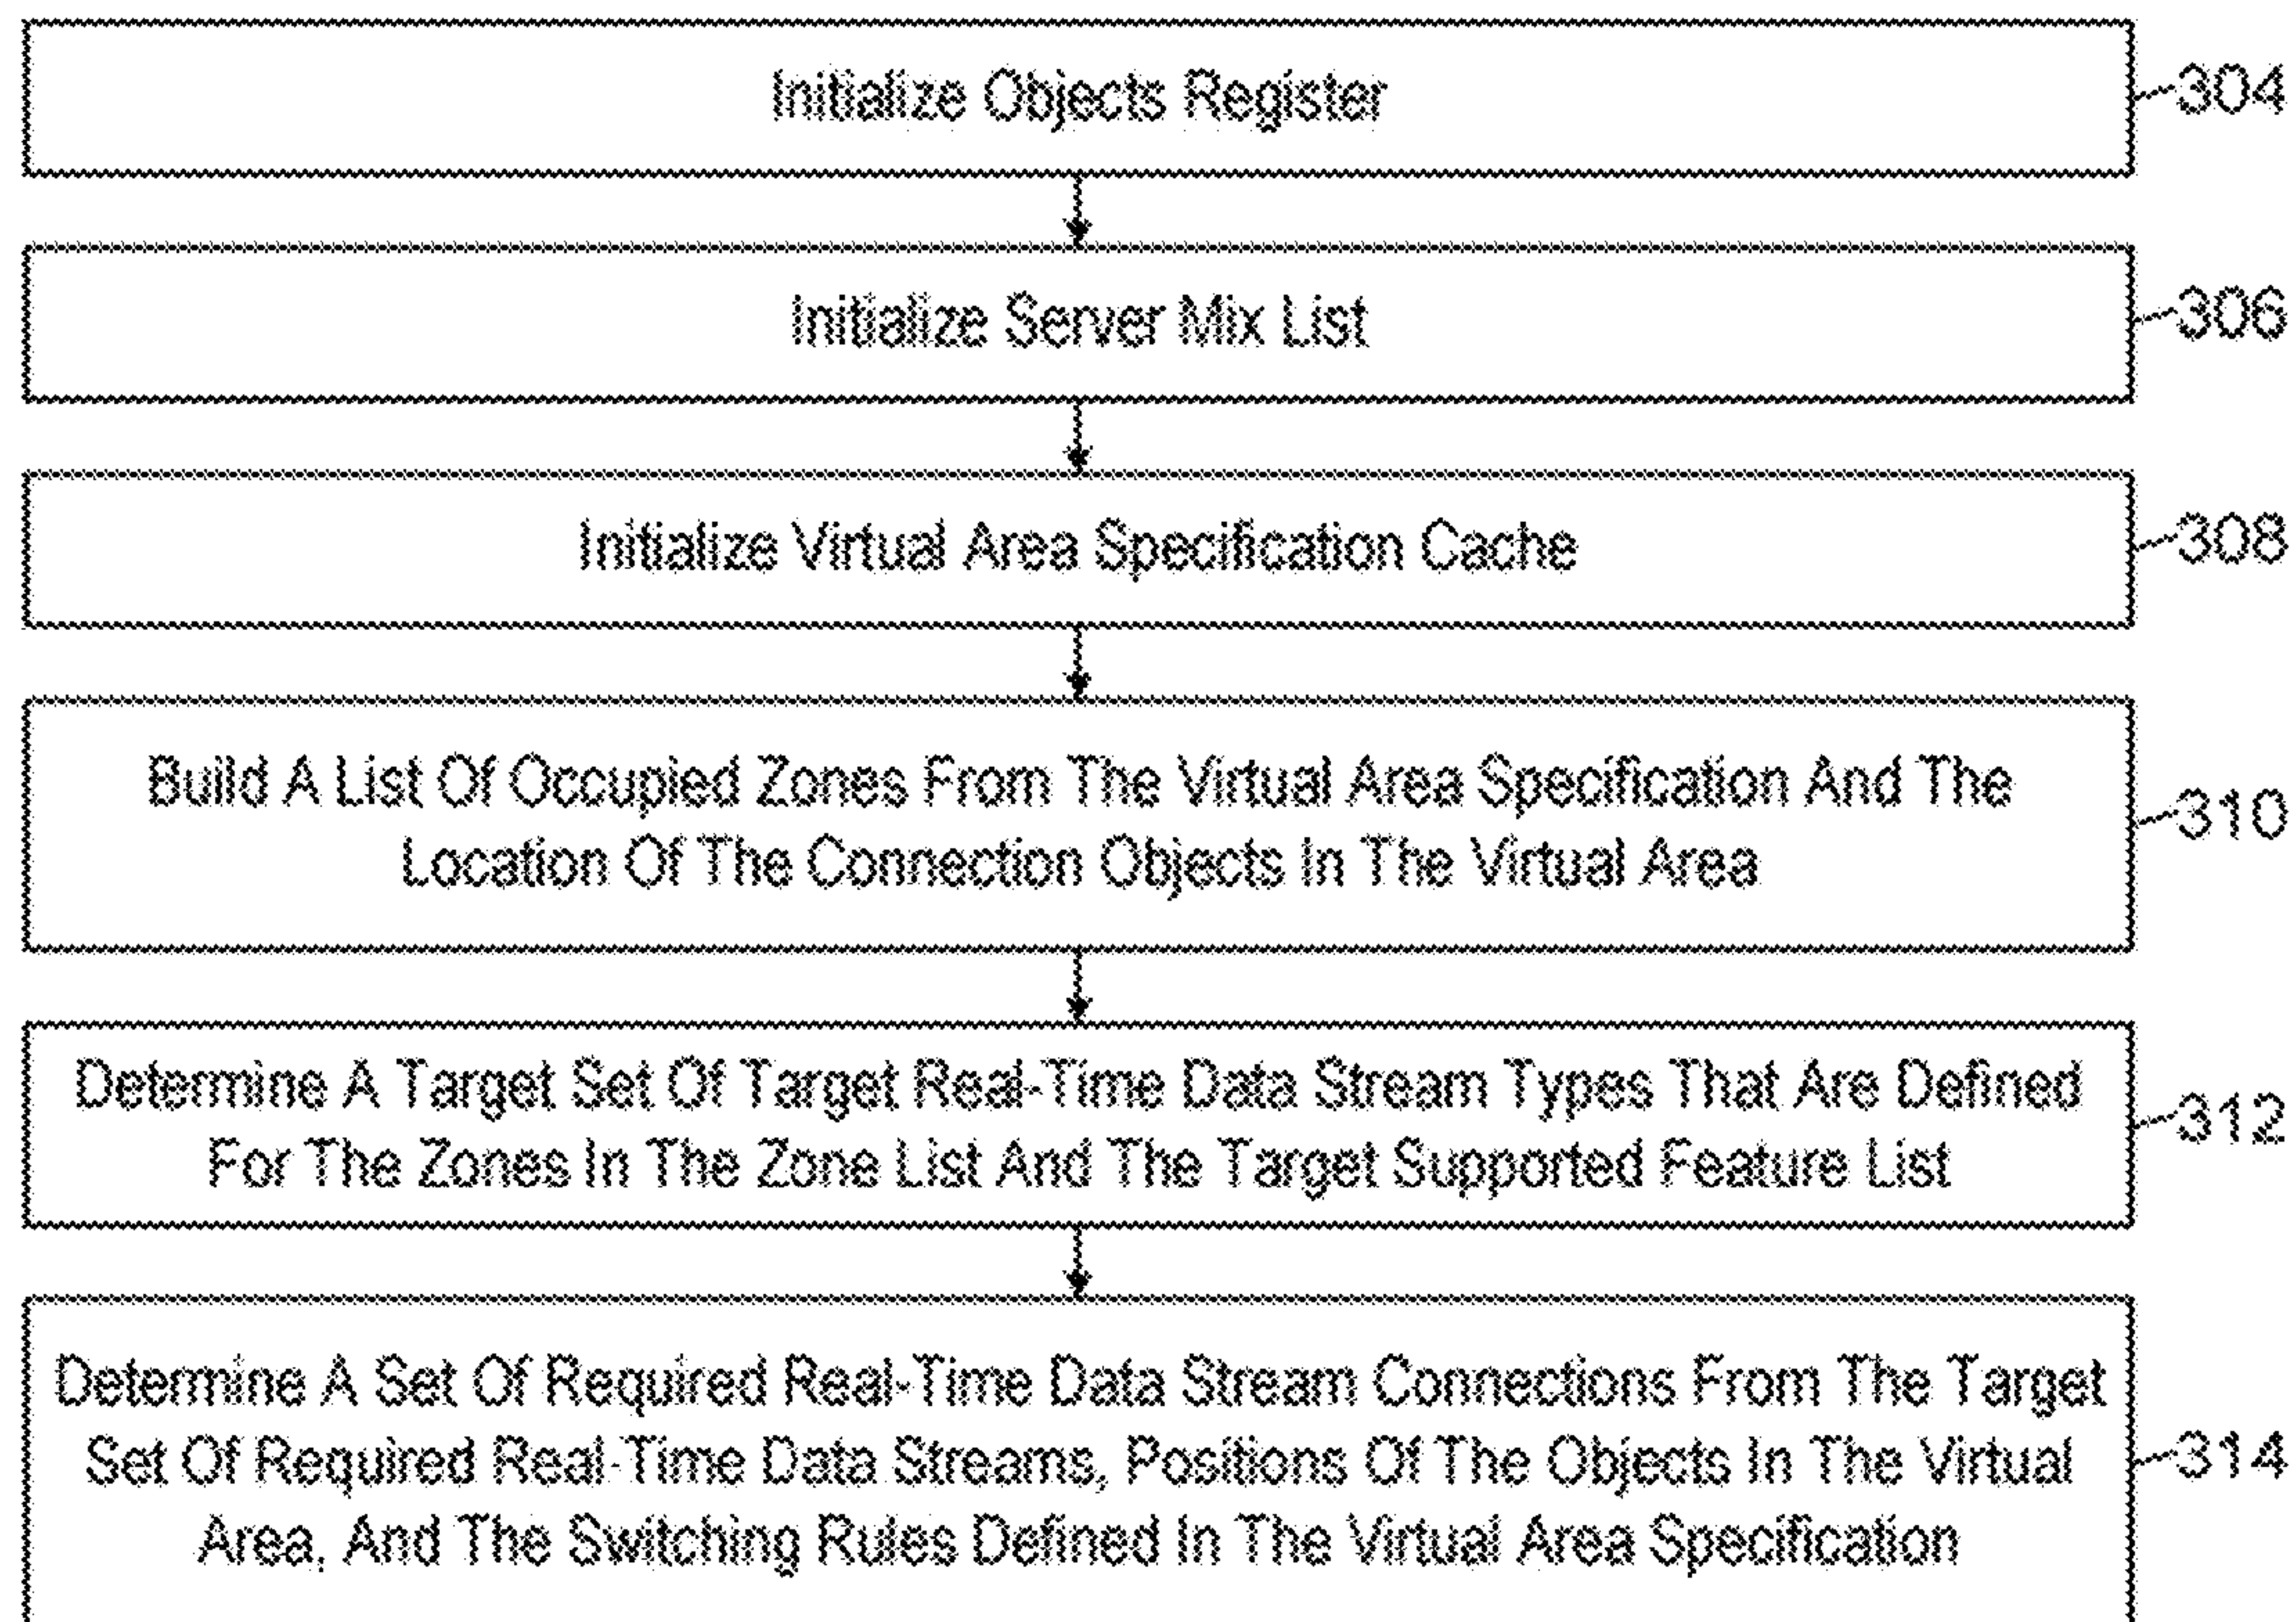 Initialize Objects Register
304
Initialize Server Mix List
306
Initialize Virtual Area Specification Cache
308
Build A List Of Occupied Zones From The Virtual Area Specification And The
Location Of The Connection Objects In The Virtual Area
310
Determine A Target Set Of Target Real-Time Data Stream Types That Are Defined
For The Zones In The Zone List And The Target Supported Feature List
312
Determine A Set Of Required Real-Time Data Stream Connections From The Target
Set Of Required Real-Time Data Streams, Positions Of The Objects In The Virtual
Area, And The Switching Rules Defined In The Virtual Area Specification
314